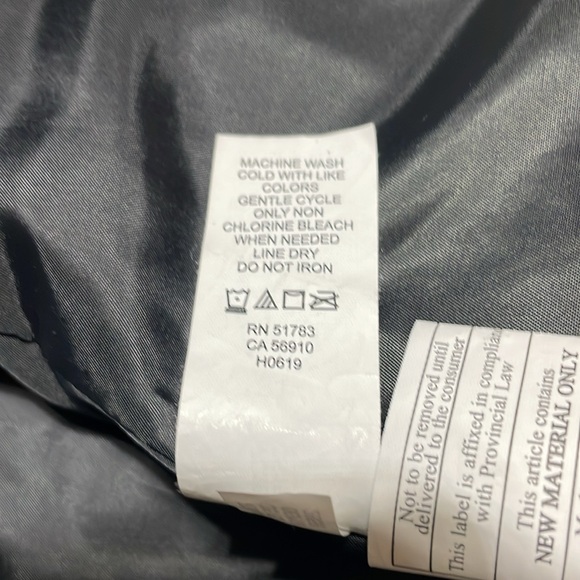 MACHINE WASH
COLD WITH LIKE
COLORS
GENTLE CYCLE
ONLY NON
CHLORINE BLEACH
WHEN NEEDED
LINE DRY
DO NOT IRON
RN 51783
CA 56910
H0619
Not to be removed until
delivered to the consumer
This label is affixed in
with Provincial Law
This article contains
NEW MATERIAL ONLY